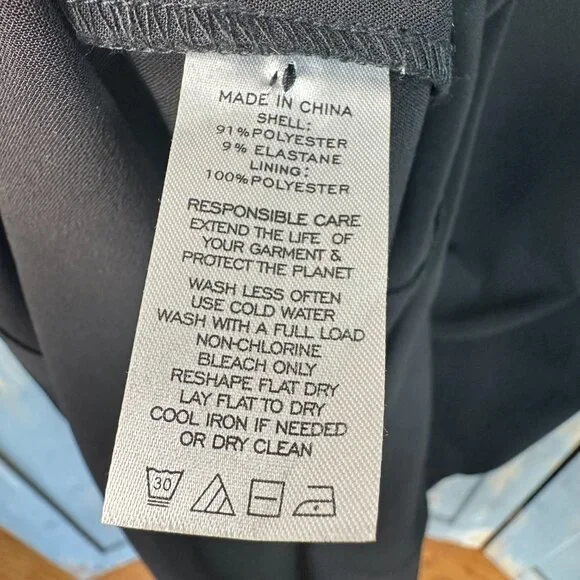 MADE IN CHINA
SHELL:
91%POLYESTER
9% ELASTANE
LINING:
100%POLYESTER
RESPONSIBLE CARE
EXTEND THE LIFE OF
YOUR GARMENT &
PROTECT THE PLANET
WASH LESS OFTEN
USE COLD WATER
WASH WITH A FULL LOAD
NON-CHLORINE
BLEACH ONLY
RESHAPE FLAT DRY
LAY FLAT TO DRY
COOL IRON IF NEEDED
OR DRY CLEAN
30